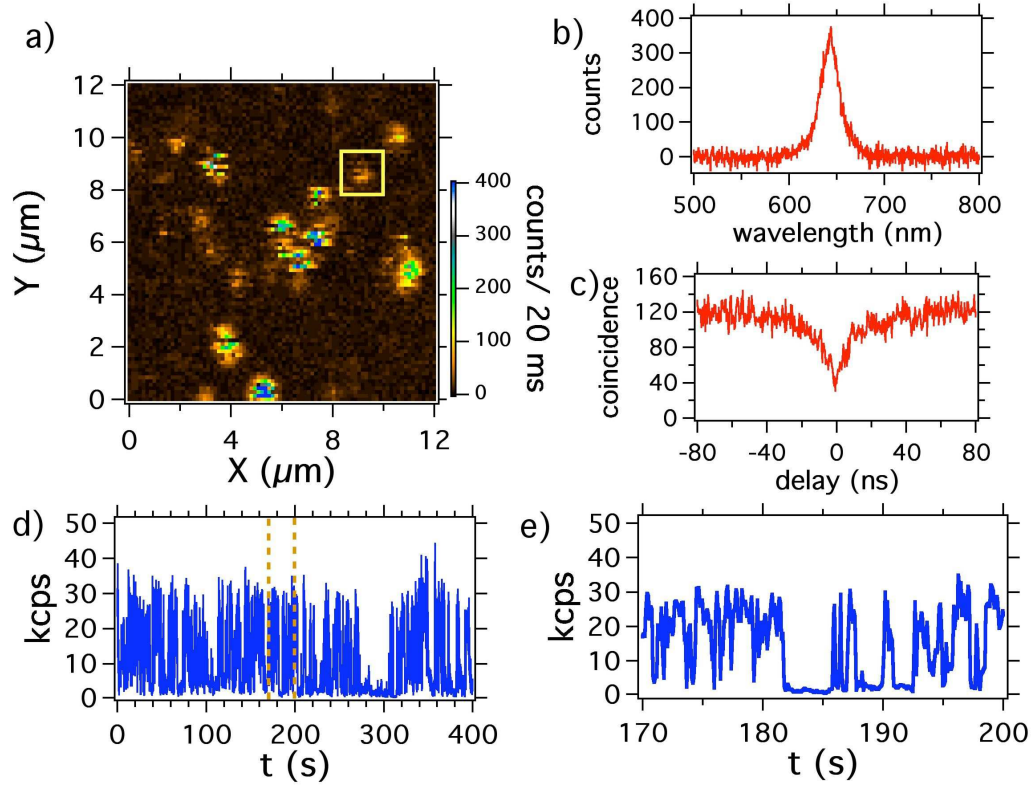 a)
12
10
8
6
4
2
0
Y (µm)
0 4 8 12
X (µm)
400
300
200
100
0
counts/ 20 ms
b)
400
300
200
100
0
counts
500 600 700 800
wavelength (nm)
c)
160
120
80
40
0
coincidence
-80 -40 0 40 80
delay (ns)
d)
50
40
30
20
10
0
kcps
0 100 200 300 400
t (s)
e)
50
40
30
20
10
0
kcps
170 180 190 200
t (s)